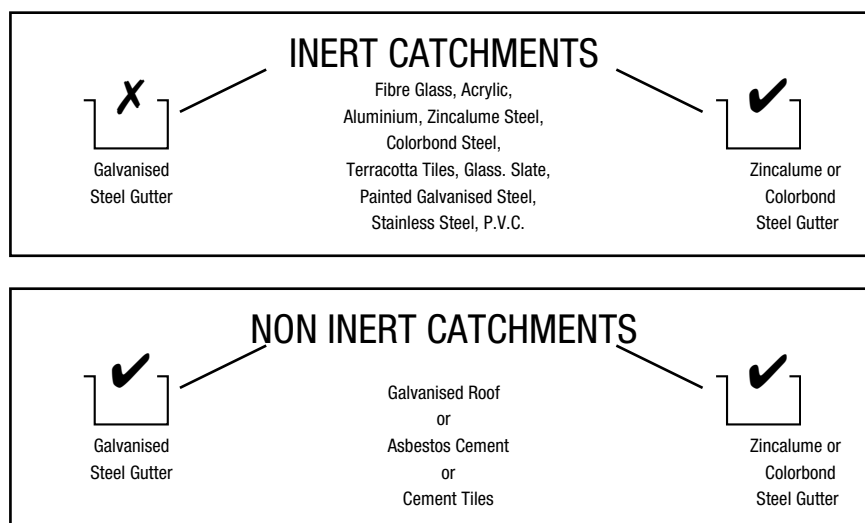 INERT CATCHMENTS
Fibre Glass, Acrylic,
Aluminium, Zincalume Steel,
Colorbond Steel,
Terracotta Tiles, Glass. Slate,
Painted Galvanised Steel,
Stainless Steel, P.V.C.
Galvanised
Steel Gutter
Zincalume or
Colorbond
Steel Gutter
NON INERT CATCHMENTS
Galvanised Roof
or
Asbestos Cement
or
Cement Tiles
Galvanised
Steel Gutter
Zincalume or
Colorbond
Steel Gutter